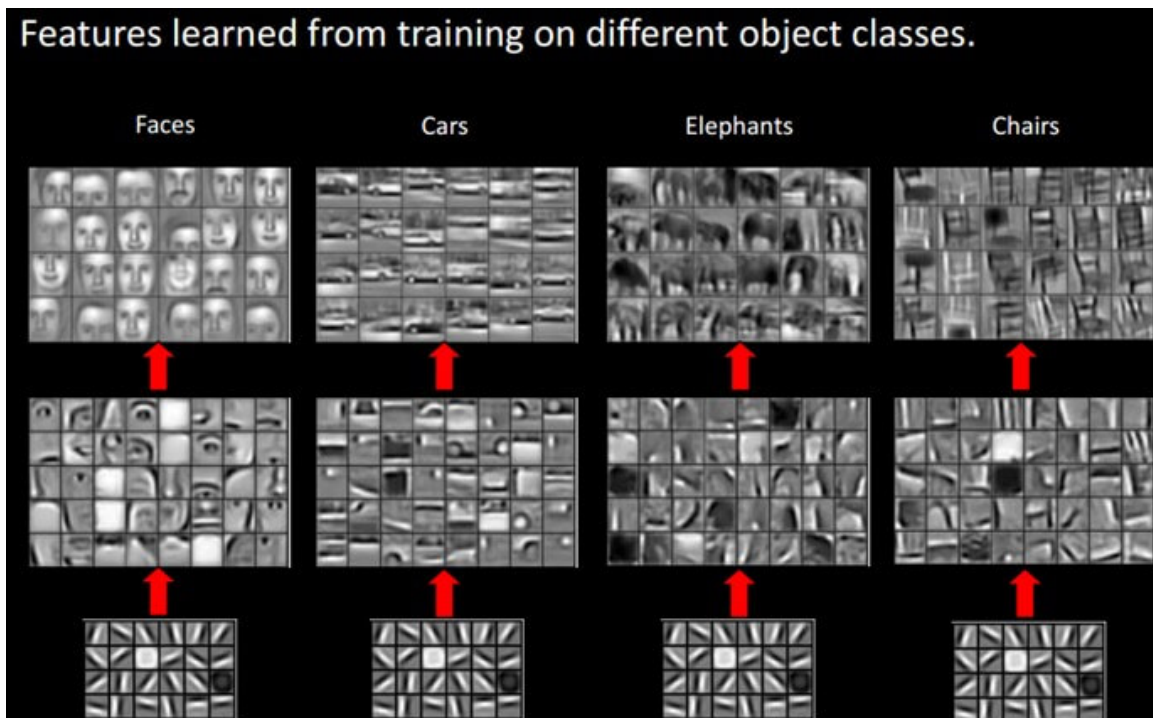 Features learned from training on different object classes.
Faces
Cars
Elephants
Chairs